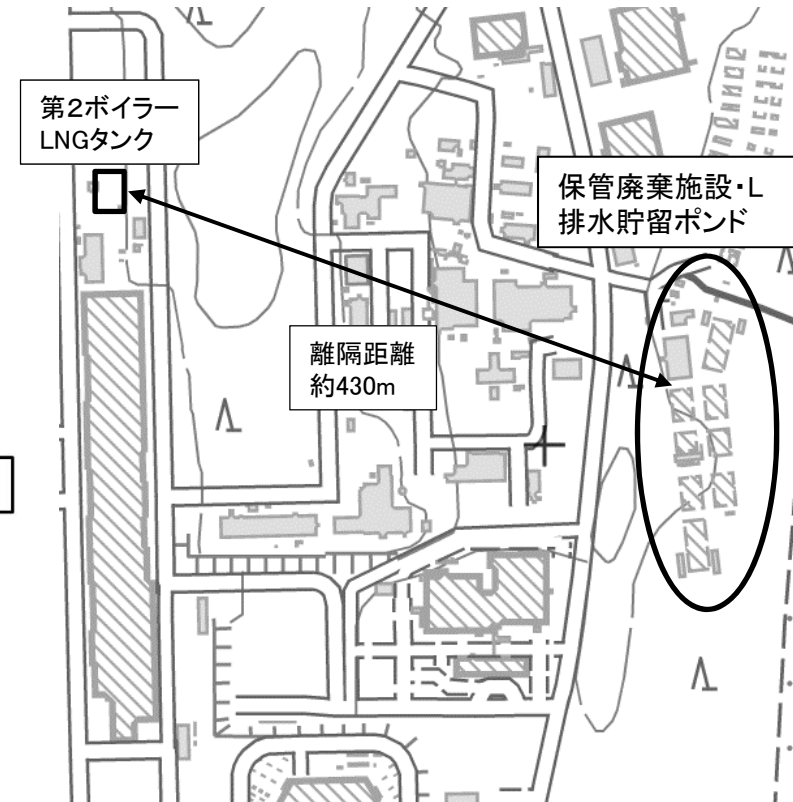 第２ボイラー
LNGタンク
保管廃棄施設・L
排水貯留ポンド
離隔距離
約430m